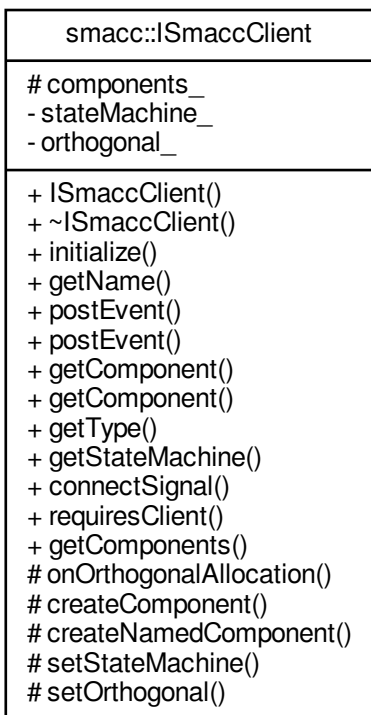 smacc::ISmaccClient
# components_
- stateMachine_
- orthogonal_
+ ISmaccClient()
+ ~ISmaccClient()
+ initialize()
+ getName()
+ postEvent()
+ postEvent()
+ getComponent()
+ getComponent()
+ getType()
+ getStateMachine()
+ connectSignal()
+ requiresClient()
+ getComponents()
# onOrthogonalAllocation()
# createComponent()
# createNamedComponent()
# setStateMachine()
# setOrthogonal()